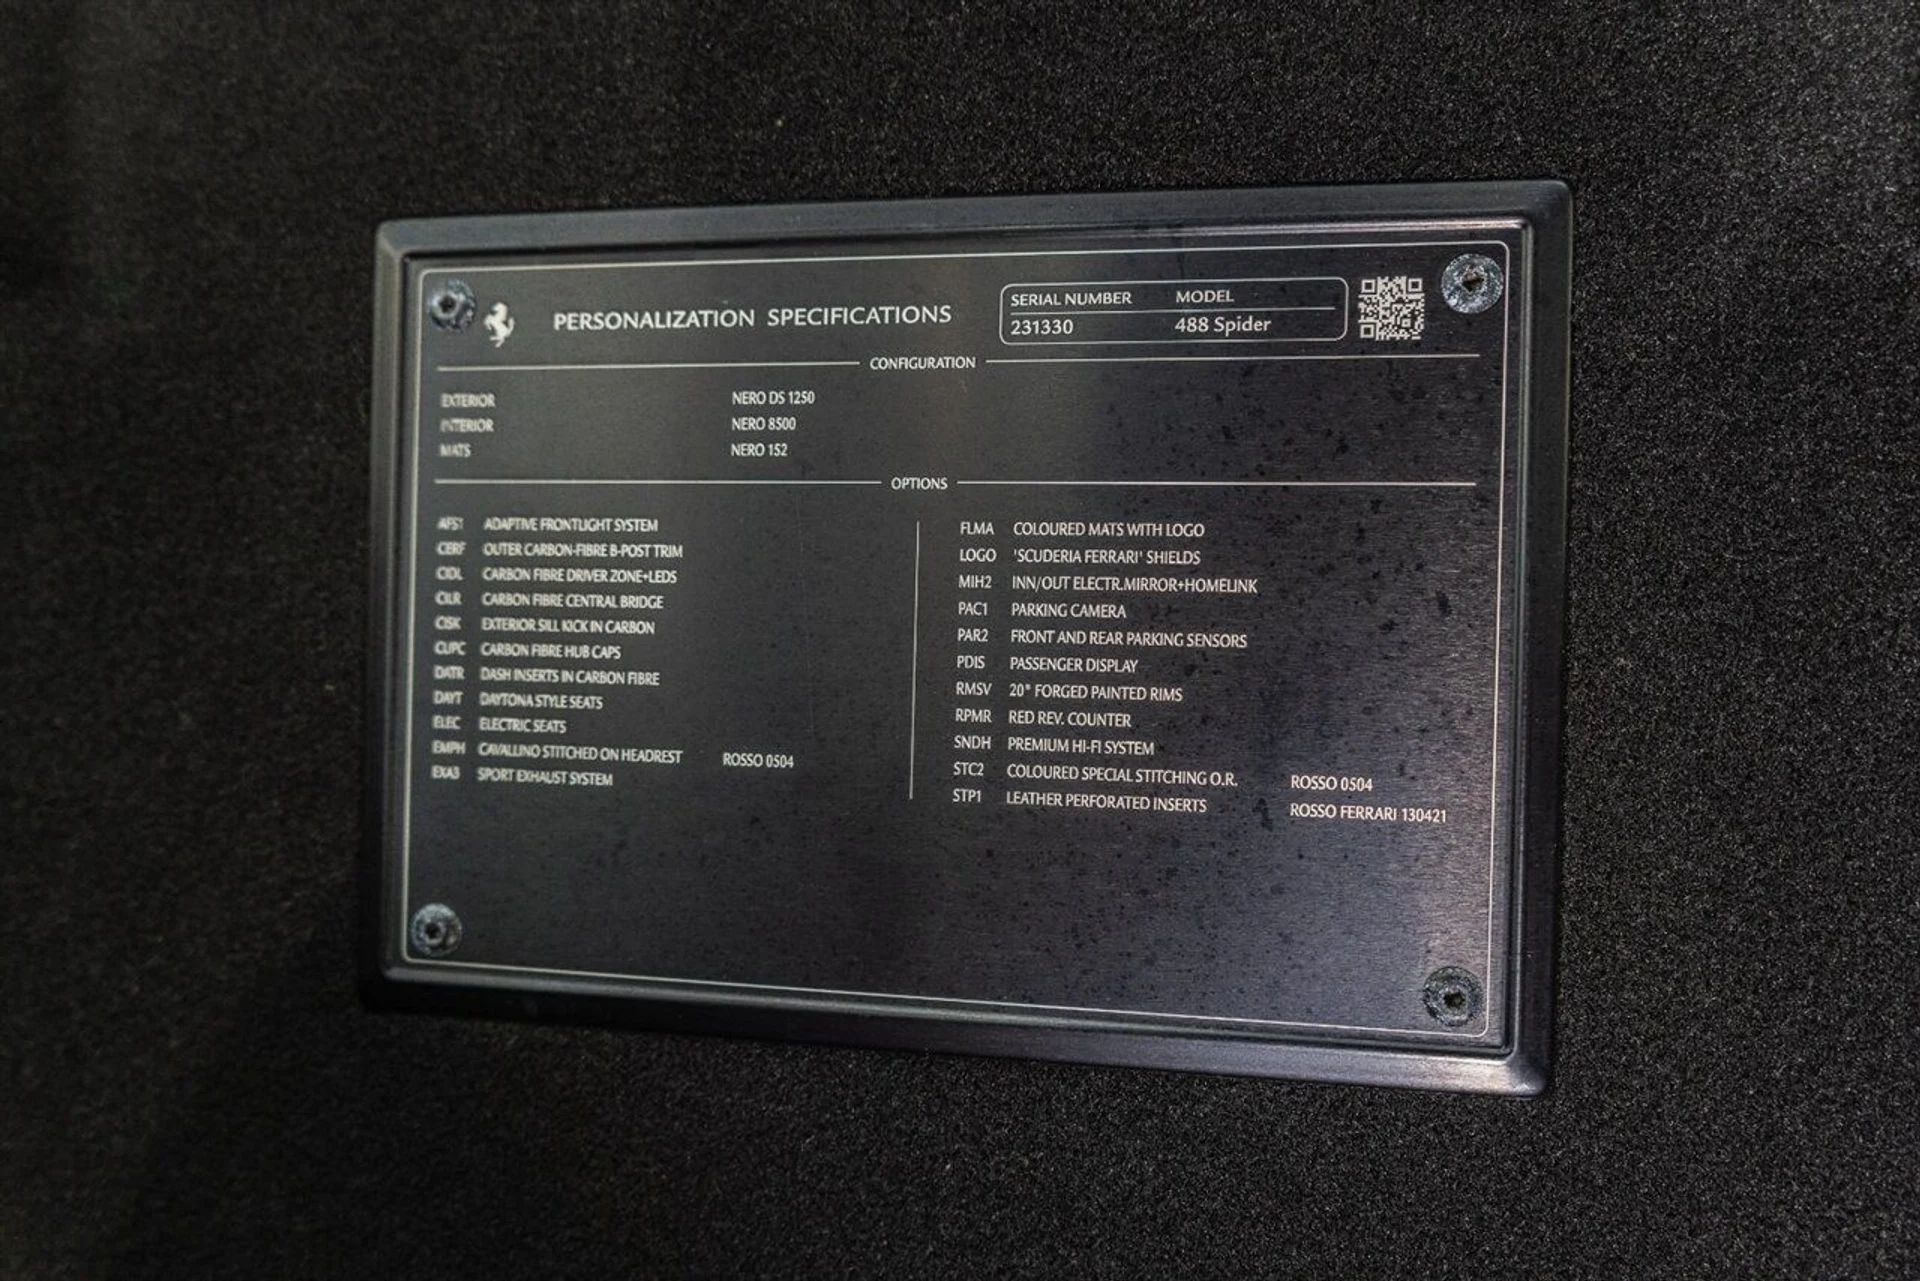 PERSONALIZATION SPECIFICATIONS
SERIAL NUMBER MODEL
231330 488 Spider
CONFIGURATION
EXTERIOR NERO DS 1250
INTERIOR NERO 8500
MATS NERO 152
OPTIONS
AFS1 ADAPTIVE FRONTLIGHT SYSTEM
CERF OUTER CARBON-FIBRE B-POST TRIM
CIDL CARBON FIBRE DRIVER ZONE+LEDS
CILR CARBON FIBRE CENTRAL BRIDGE
CISK EXTERIOR SILL KICK IN CARBON
CUPC CARBON FIBRE HUB CAPS
DATR DASH INSERTS IN CARBON FIBRE
DAYT DAYTONA STYLE SEATS
ELEC ELECTRIC SEATS
EMPH CAVALLINO STITCHED ON HEADREST ROSSO 0504
EXA3 SPORT EXHAUST SYSTEM
FLMA COLOURED MATS WITH LOGO
LOGO 'SCUDERIA FERRARI' SHIELDS
MIH2 INN/OUT ELECTR.MIRROR+HOMELINK
PAC1 PARKING CAMERA
PAR2 FRONT AND REAR PARKING SENSORS
PDIS PASSENGER DISPLAY
RMSV 20" FORGED PAINTED RIMS
RPMR RED REV. COUNTER
SNDH PREMIUM HI-FI SYSTEM
STC2 COLOURED SPECIAL STITCHING O.R. ROSSO 0504
STP1 LEATHER PERFORATED INSERTS ROSSO FERRARI 130421